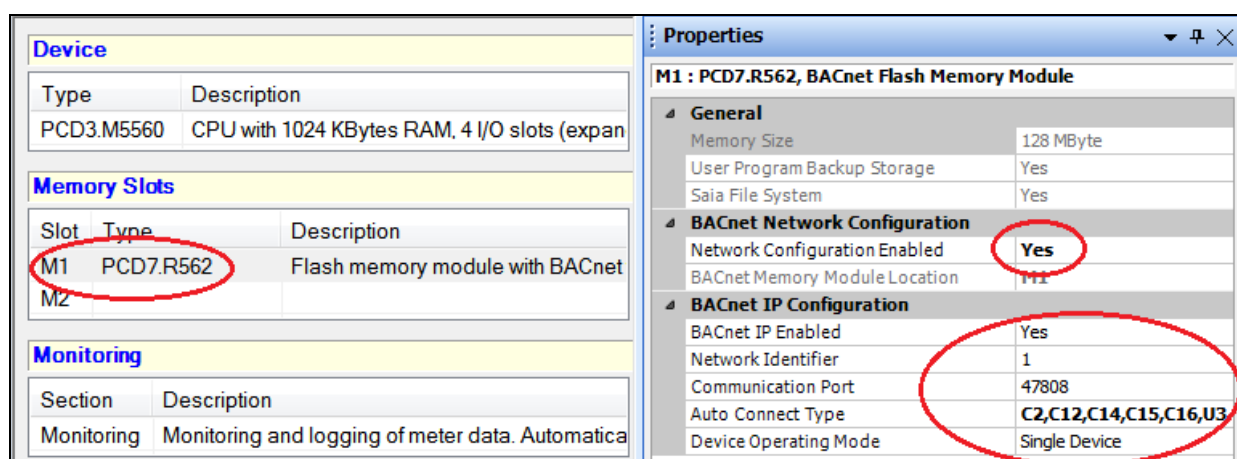 Device
Type Description
PCD3.M5560 CPU with 1024 KBytes RAM, 4 I/O slots (expan
Memory Slots
Slot Type Description
M1 PCD7.R562 Flash memory module with BACnet
M2
Monitoring
Section Description
Monitoring Monitoring and logging of meter data. Automatica
Properties
M1 : PCD7.R562, BACnet Flash Memory Module
General
Memory Size 128 MByte
User Program Backup Storage Yes
Saia File System Yes
BACnet Network Configuration
Network Configuration Enabled Yes
BACnet Memory Module Location M1
BACnet IP Configuration
BACnet IP Enabled Yes
Network Identifier 1
Communication Port 47808
Auto Connect Type C2,C12,C14,C15,C16,U3,
Device Operating Mode Single Device